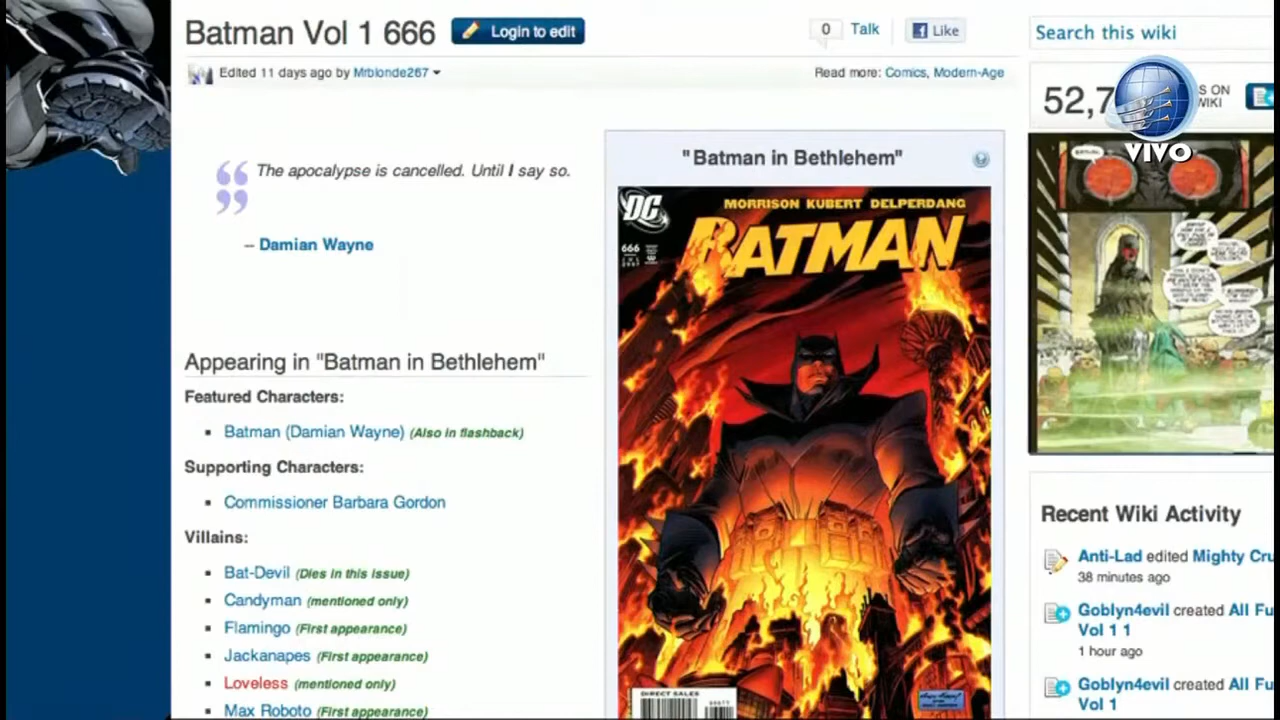 Batman Vol 1 666
Login to edit
0 Talk
Like
Search this wiki
Edited 11 days ago by Mrblonde267
Read more: Comics, Modern-Age
52,7
S ON
WIKI
VIVO
The apocalypse is cancelled. Until I say so.
– Damian Wayne
"Batman in Bethlehem"
DC
MORRISON KUBERT DELPERDANG
BATMAN
666
Appearing in "Batman in Bethlehem"
Featured Characters:
Batman (Damian Wayne) (Also in flashback)
Supporting Characters:
Commissioner Barbara Gordon
Villains:
Bat-Devil (Dies in this issue)
Candyman (mentioned only)
Flamingo (First appearance)
Jackanapes (First appearance)
Loveless (mentioned only)
Max Roboto (First appearance)
DIRECT SALES
Recent Wiki Activity
Anti-Lad edited Mighty Cru
38 minutes ago
Goblyn4evil created All Fu
Vol 1 1
1 hour ago
Goblyn4evil created All Fu
Vol 1